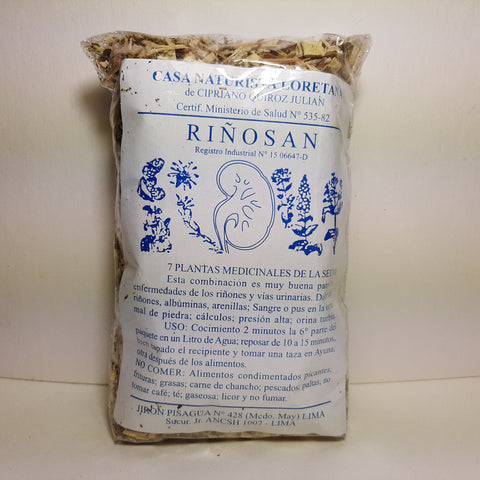 CASA NATURISTA LORETANA
de CIPRIANO QUIROZ JULIAN
Certif. Ministerio de Salud N° 535-82
RIÑOSAN
Registro Industrial N° 15 06647-D
7 PLANTAS MEDICINALES DE LA SELVA
Esta combinación es muy buena para
enfermedades de los riñones y vías urinarias.
riñones, albúminas, arenillas; Sangre o pus en la
mal de piedra; cálculos; presión alta; orina turbia,
USO: Cocimiento 2 minutos la 6ª parte del
paquete en un Litro de Agua; reposar de 10 a 15 minutos,
bien tapado el recipiente y tomar una taza en Ayunas,
otra después de los alimentos.
NO COMER: Alimentos condimentados picantes;
frituras; grasas; carne de chancho; pescados; paltas, no
tomar café; té; gaseosa; licor y no fumar.
JIRON PISAGUA N° 428 (Mcdo. May) LIMA
Sucur. Jr. ANCSH 1007 - LIMA